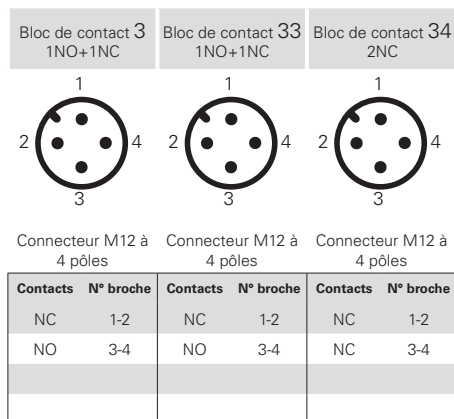 Bloc de contact 3 Bloc de contact 33 Bloc de contact 34
1NO+1NC 1NO+1NC 2NC
1 1 1
2 4 2 4 2 4
3 3 3
Connecteur M12 à Connecteur M12 à Connecteur M12 à
4 pôles 4 pôles 4 pôles
Contacts N° broche Contacts N° broche Contacts N° broche
NC 1-2 NC 1-2 NC 1-2
NO 3-4 NO 3-4 NC 3-4